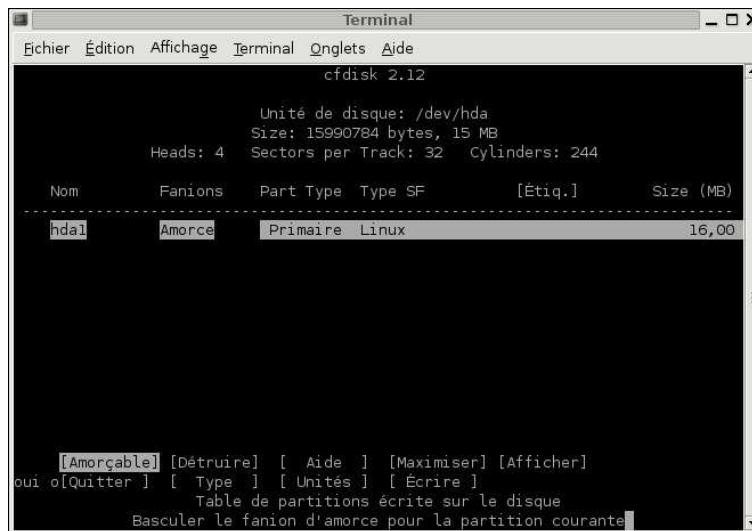 Terminal
Fichier Édition Affichage Terminal Onglets Aide
cfdisk 2.12
Unité de disque: /dev/hda
Size: 15990784 bytes, 15 MB
Heads: 4 Sectors per Track: 32 Cylinders: 244
Nom Fanions Part Type Type SF [Étiq.] Size (MB)
hda1 Amorce Primaire Linux 16,00
[Amorçable] [Détruire] [ Aide ] [Maximiser] [Afficher]
oui o[Quitter ] [ Type ] [ Unités ] [ Écrire ]
Table de partitions écrite sur le disque
Basculer le fanion d'amorce pour la partition courante